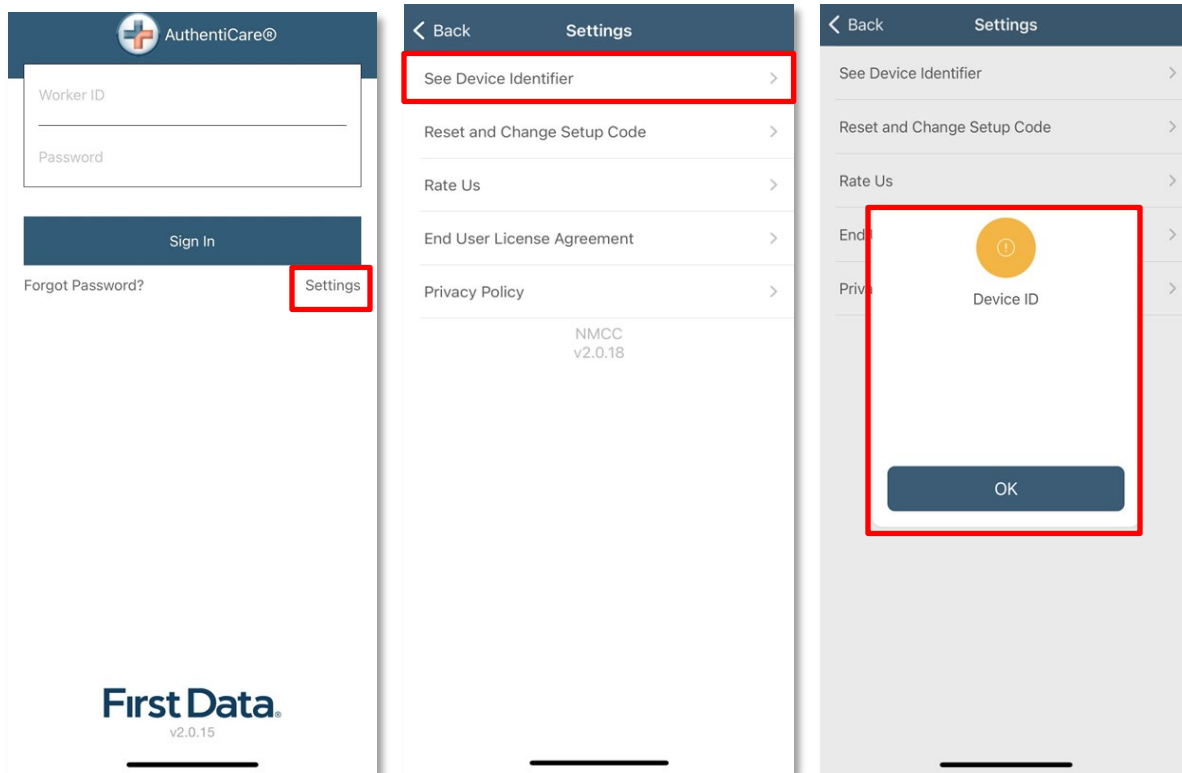 AuthentiCare®
Worker ID
Password
Sign In
Forgot Password? Settings
First Data.
v2.0.15
Back Settings
See Device Identifier
Reset and Change Setup Code
Rate Us
End User License Agreement
Privacy Policy
NMCC
v2.0.18
Back Settings
See Device Identifier
Reset and Change Setup Code
Rate Us
End
Priva
Device ID
OK